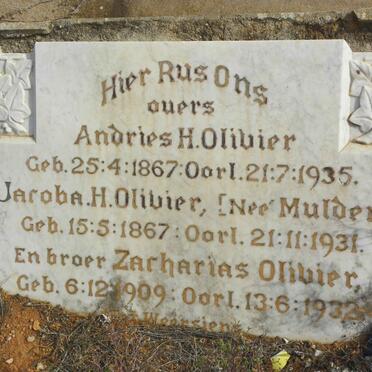 Hier Rus Ons
ouers
Andries H. Olivier
Geb. 25:4:1867: Oorl. 21:7:1935.
Jacoba. H. Olivier, [Nee Mulder
Geb. 15:5:1867: Oorl. 21:11:1931.
En broer Zacharias Olivier,
Geb. 6:12:1909: Oorl. 13:6:1932
Weersien